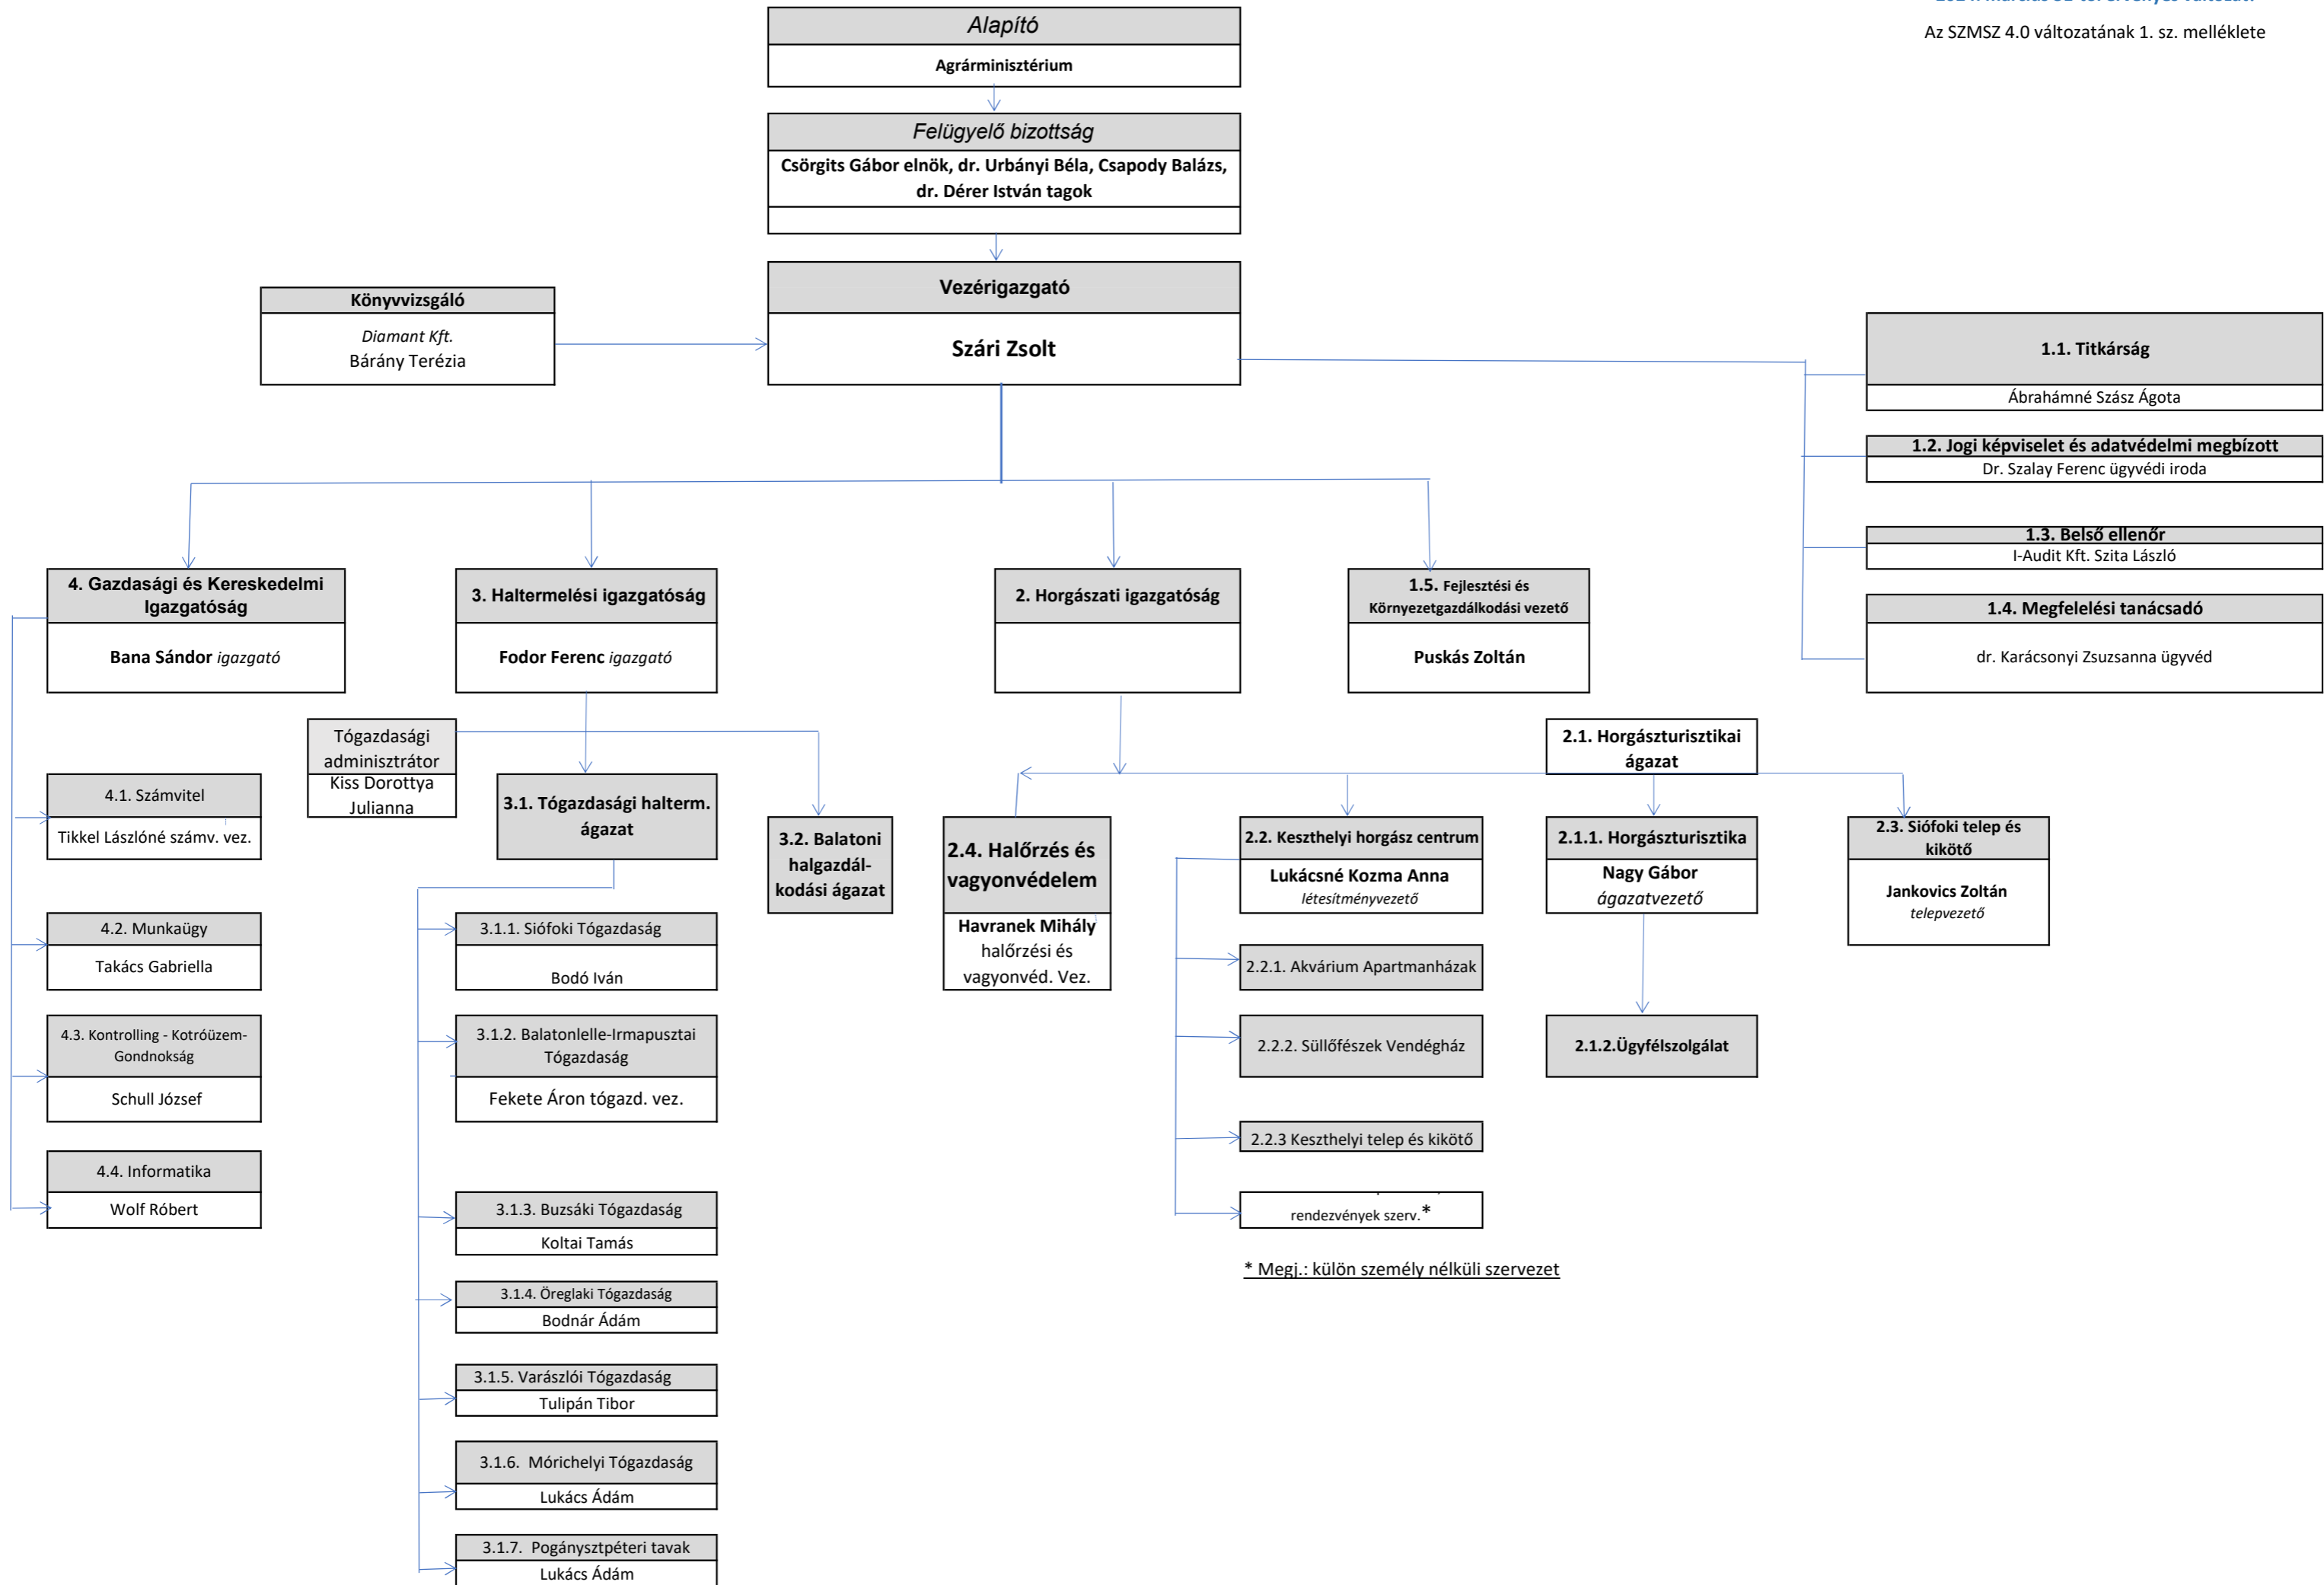 Az SZMSZ 4.0 változatának 1. sz. melléklete
Alapító
Agrárminisztérium
Felügyelő bizottság
Csörgits Gábor elnök, dr. Urbányi Béla, Csapody Balázs,
dr. Dérer István tagok
Vezérigazgató
Szári Zsolt
Könyvvizsgáló
Diamant Kft.
Bárány Terézia
1.1. Titkárság
Ábrahámné Szász Ágota
1.2. Jogi képviselet és adatvédelmi megbízott
Dr. Szalay Ferenc ügyvédi iroda
1.3. Belső ellenőr
I-Audit Kft. Szita László
1.4. Megfelelési tanácsadó
dr. Karácsonyi Zsuzsanna ügyvéd
4. Gazdasági és Kereskedelmi
Igazgatóság
Bana Sándor igazgató
3. Haltermelési igazgatóság
Fodor Ferenc igazgató
2. Horgászati igazgatóság
1.5. Fejlesztési és
Környezetgazdálkodási vezető
Puskás Zoltán
4.1. Számvitel
Tikkel Lászlóné számv. vez.
4.2. Munkaügy
Takács Gabriella
4.3. Kontrolling - Kotróüzem-
Gondnokság
Schull József
4.4. Informatika
Wolf Róbert
Tógazdasági
adminisztrátor
Kiss Dorottya
Julianna
3.1. Tógazdasági halterm.
ágazat
3.2. Balatoni
halgazdál-
kodási ágazat
3.1.1. Siófoki Tógazdaság
Bodó Iván
3.1.2. Balatonlelle-Irmapusztai
Tógazdaság
Fekete Áron tógazd. vez.
3.1.3. Buzsáki Tógazdaság
Koltai Tamás
3.1.4. Öreglaki Tógazdaság
Bodnár Ádám
3.1.5. Varászlói Tógazdaság
Tulipán Tibor
3.1.6. Mórichelyi Tógazdaság
Lukács Ádám
3.1.7. Pogánysztpéteri tavak
Lukács Ádám
2.1. Horgászturisztikai
ágazat
2.4. Halőrzés és
vagyonvédelem
Havranek Mihály
halőrzési és
vagyonvéd. Vez.
2.2. Keszthelyi horgász centrum
Lukácsné Kozma Anna
létesítményvezető
2.2.1. Akvárium Apartmanházak
2.2.2. Süllőfészek Vendégház
2.2.3 Keszthelyi telep és kikötő
rendezvények szerv.*
* Megj.: külön személy nélküli szervezet
2.1.1. Horgászturisztika
Nagy Gábor
ágazatvezető
2.1.2.Ügyfélszolgálat
2.3. Siófoki telep és
kikötő
Jankovics Zoltán
telepvezető